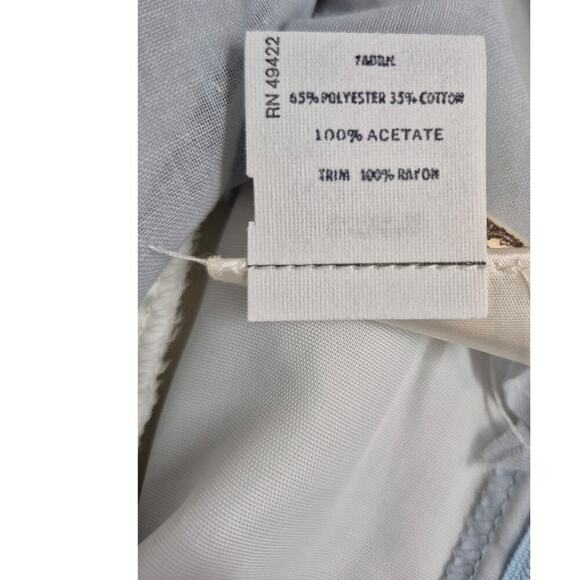 RN 49422
FABRIC
65% POLYESTER 35% COTTON
100% ACETATE
TRIM 100% RAYON